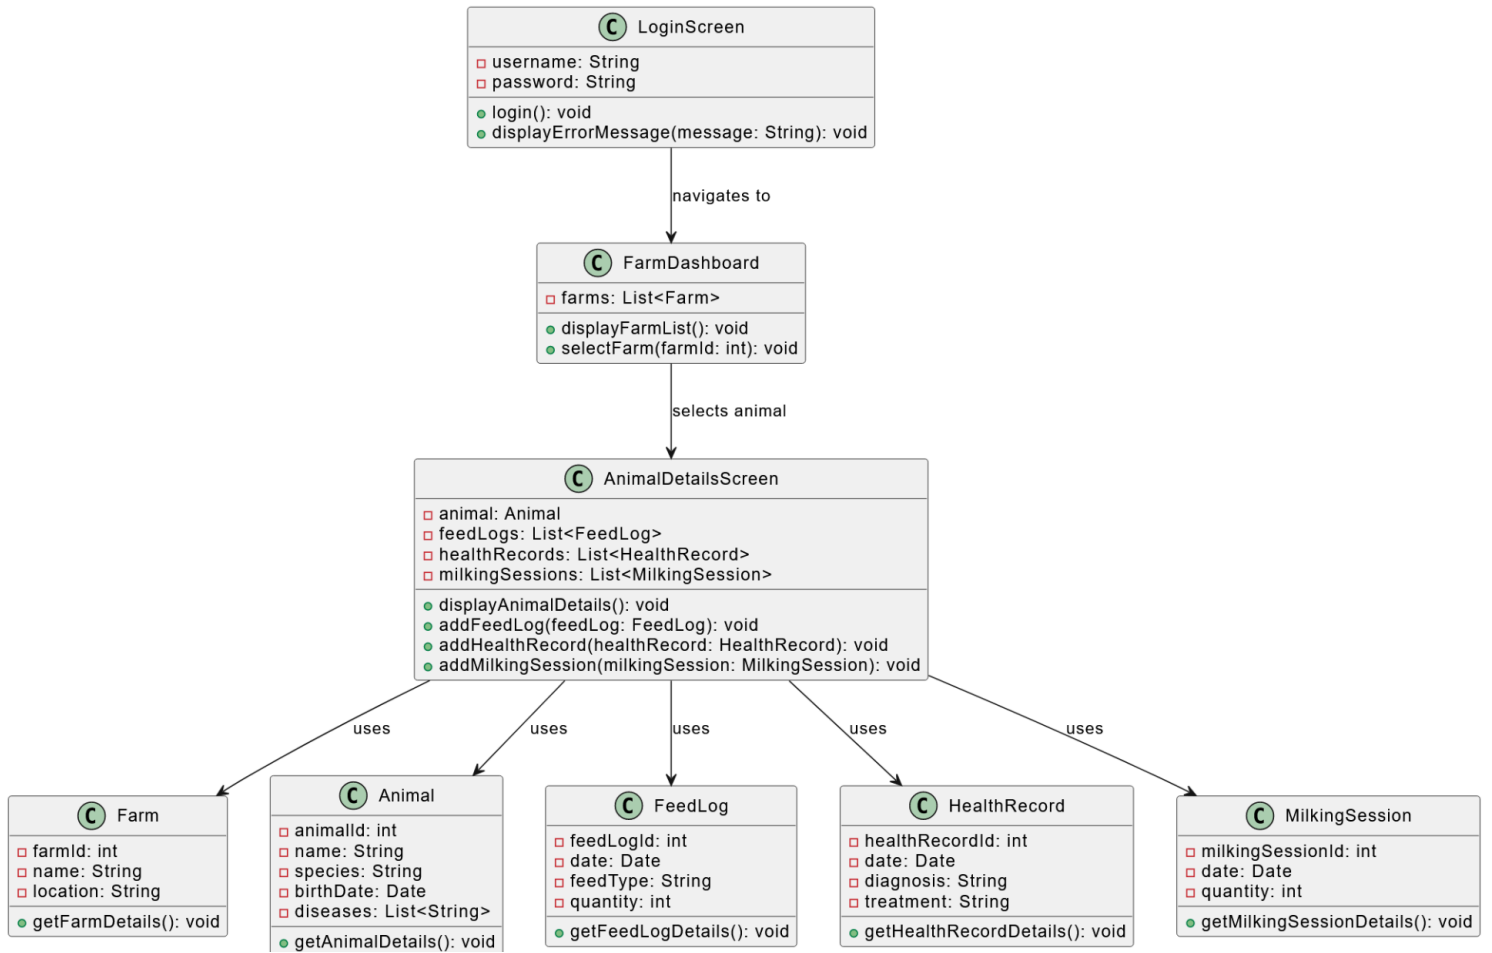 C LoginScreen
username: String
password: String
login(): void
displayErrorMessage(message: String): void
navigates to
C FarmDashboard
farms: List<Farm>
displayFarmList(): void
selectFarm(farmId: int): void
selects animal
C AnimalDetailsScreen
animal: Animal
feedLogs: List<FeedLog>
healthRecords: List<HealthRecord>
milkingSessions: List<MilkingSession>
displayAnimalDetails(): void
addFeedLog(feedLog: FeedLog): void
addHealthRecord(healthRecord: HealthRecord): void
addMilkingSession(milkingSession: MilkingSession): void
uses
uses
uses
uses
uses
C Farm
farmId: int
name: String
location: String
getFarmDetails(): void
C Animal
animalId: int
name: String
species: String
birthDate: Date
diseases: List<String>
getAnimalDetails(): void
C FeedLog
feedLogId: int
date: Date
feedType: String
quantity: int
getFeedLogDetails(): void
C HealthRecord
healthRecordId: int
date: Date
diagnosis: String
treatment: String
getHealthRecordDetails(): void
C MilkingSession
milkingSessionId: int
date: Date
quantity: int
getMilkingSessionDetails(): void